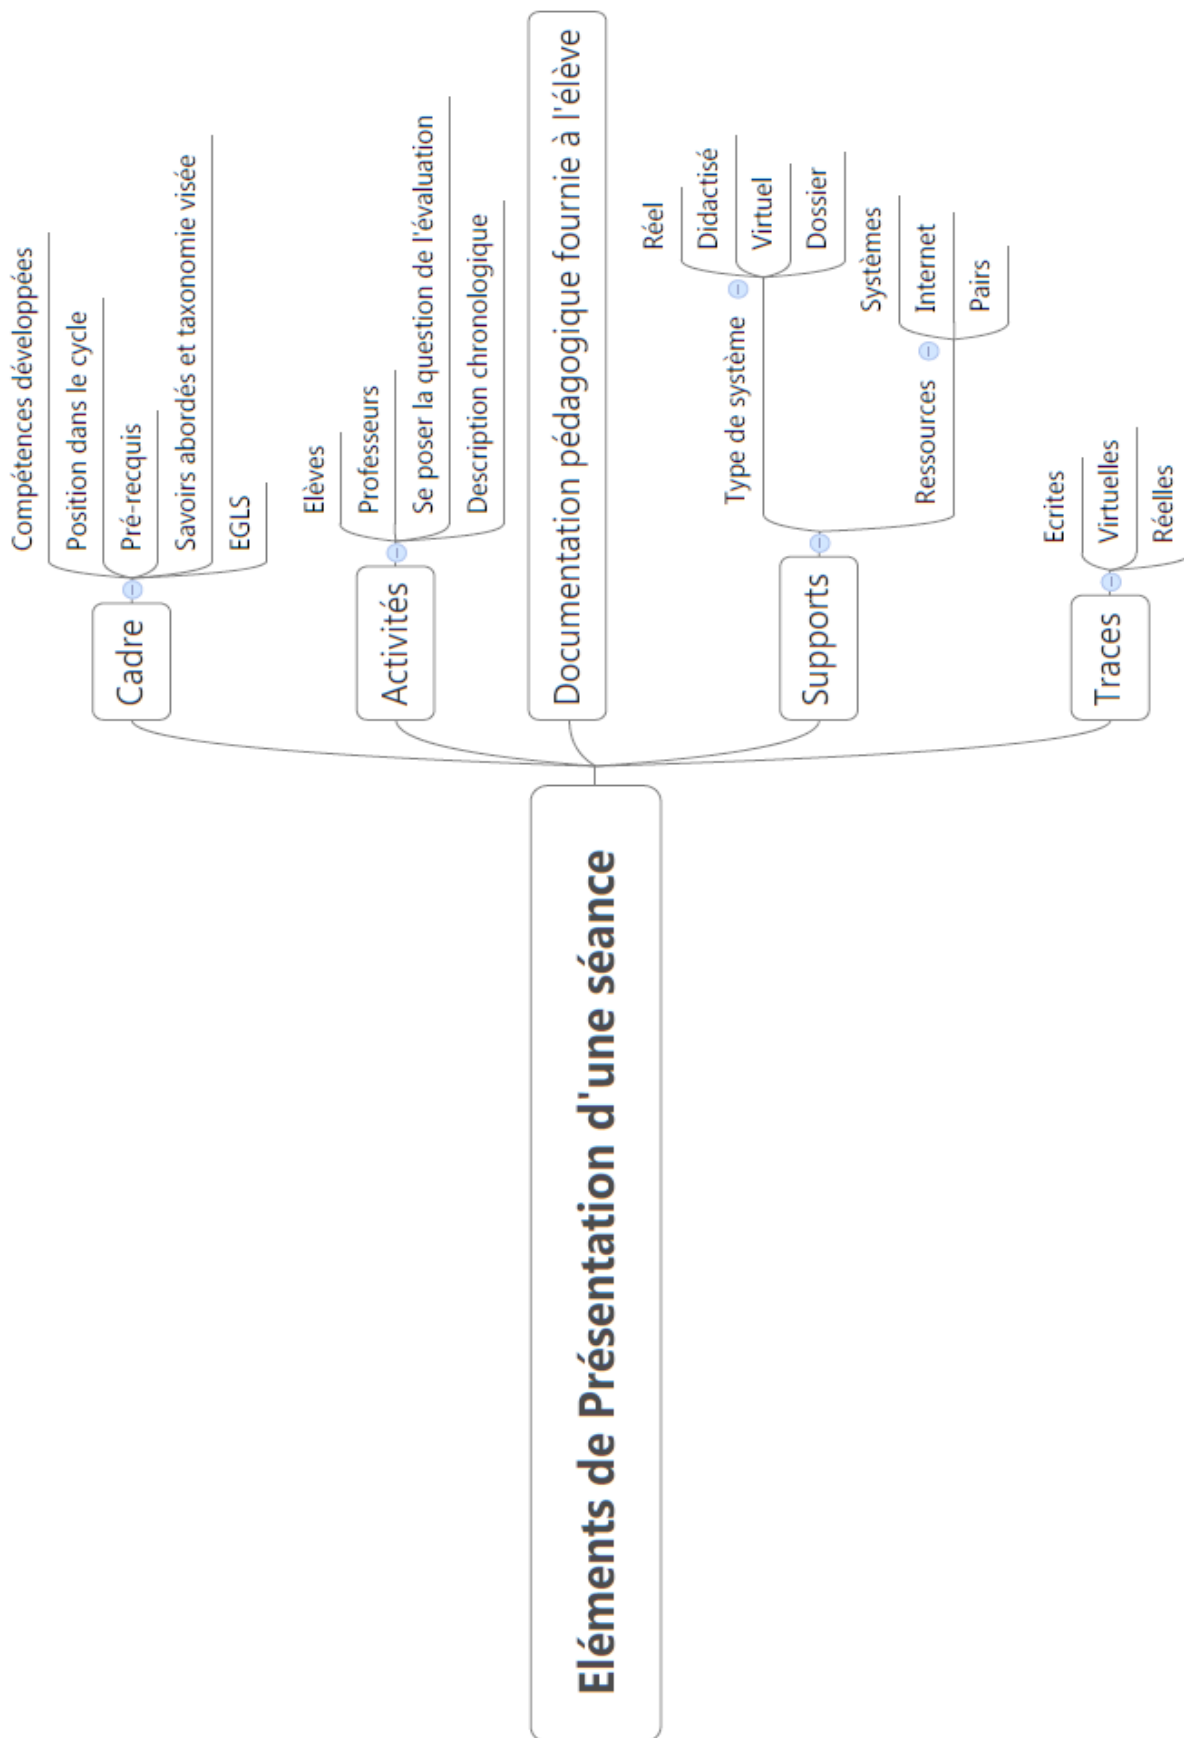 Eléments de Présentation d'une séance
Cadre
Compétences développées
Position dans le cycle
Pré-recquis
Savoirs abordés et taxonomie visée
EGLS
Activités
Elèves
Professeurs
Se poser la question de l'évaluation
Description chronologique
Documentation pédagogique fournie à l'élève
Supports
Type de système
Réel
Didactisé
Virtuel
Dossier
Ressources
Systèmes
Internet
Pairs
Traces
Ecrites
Virtuelles
Réelles